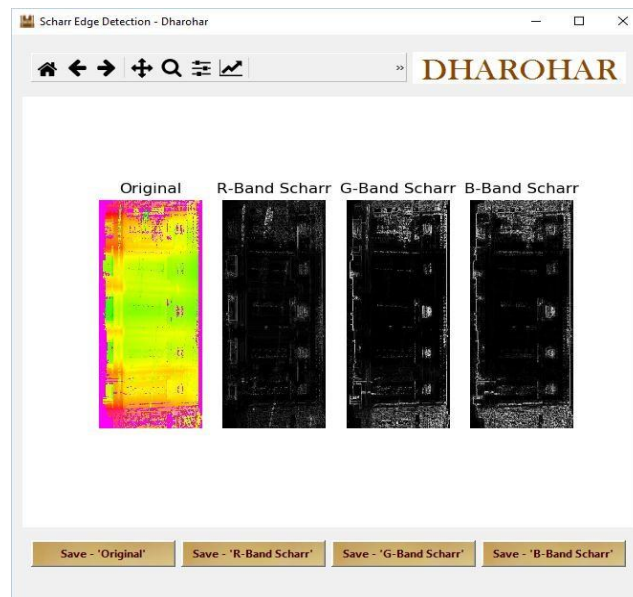 Scharr Edge Detection - Dharohar
»
DHAROHAR
Original R-Band Scharr G-Band Scharr B-Band Scharr
Save - 'Original' Save - 'R-Band Scharr' Save - 'G-Band Scharr' Save - 'B-Band Scharr'